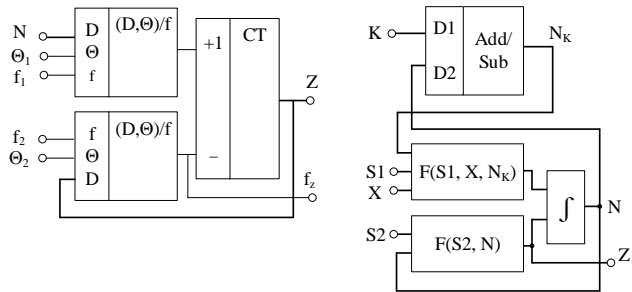 N
D
(D,Θ)/f
CT
Θ₁
Θ
+1
f₁
f
Z
f₂
f
(D,Θ)/f
Θ₂
Θ
–
D
f_z
K
D1
Add/
Sub
N_K
D2
S1
F(S1, X, N_K)
X
∫
N
S2
F(S2, N)
Z